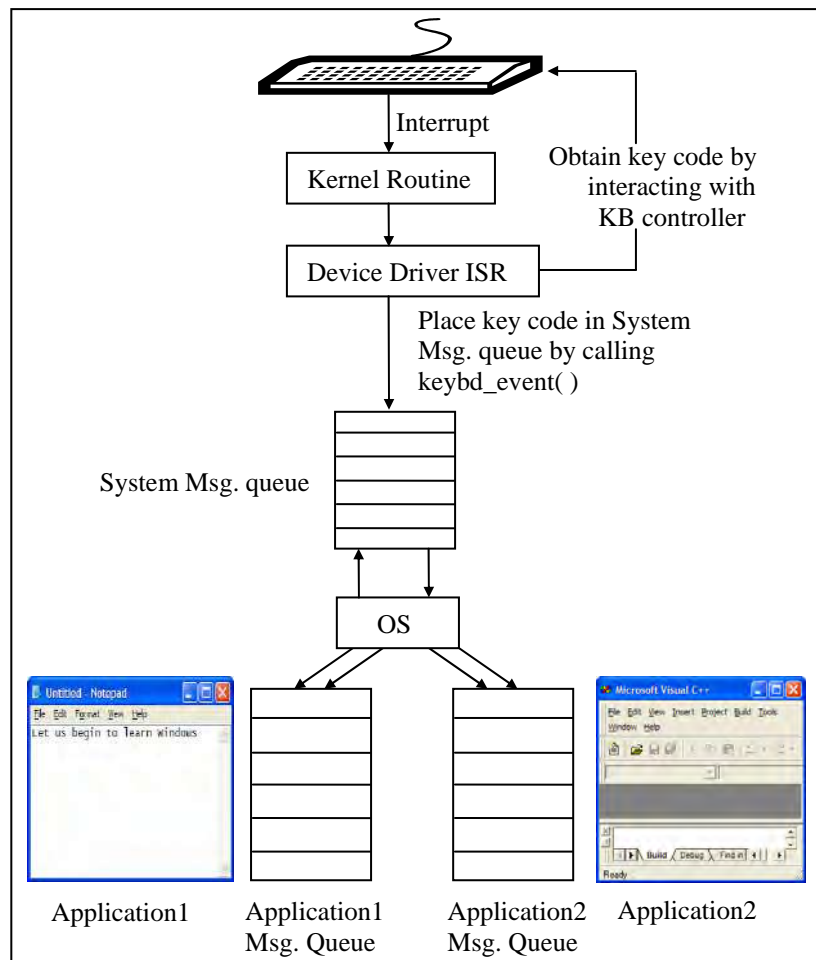 Interrupt
Kernel Routine
Obtain key code by
interacting with
KB controller
Device Driver ISR
Place key code in System
Msg. queue by calling
keybd_event( )
System Msg. queue
OS
Untitled - Notepad
File Edit Format View Help
Let us begin to learn Windows
Microsoft Visual C++
File Edit View Insert Project Build Tools
Window Help
Build Debug Find in
Ready
Application1
Application1
Msg. Queue
Application2
Msg. Queue
Application2